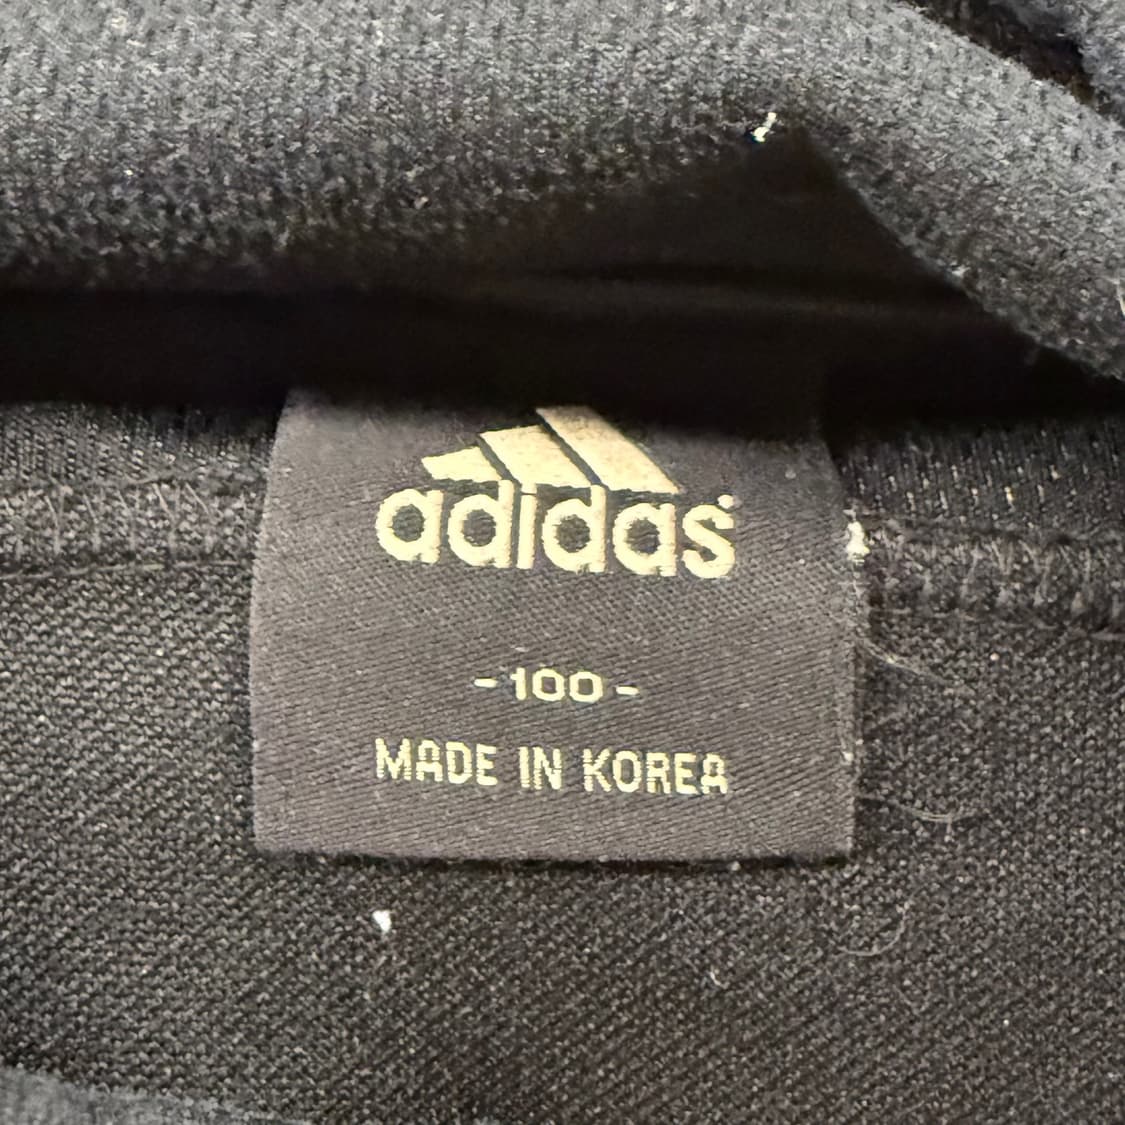 adidas
- 100 -
MADE IN KOREA